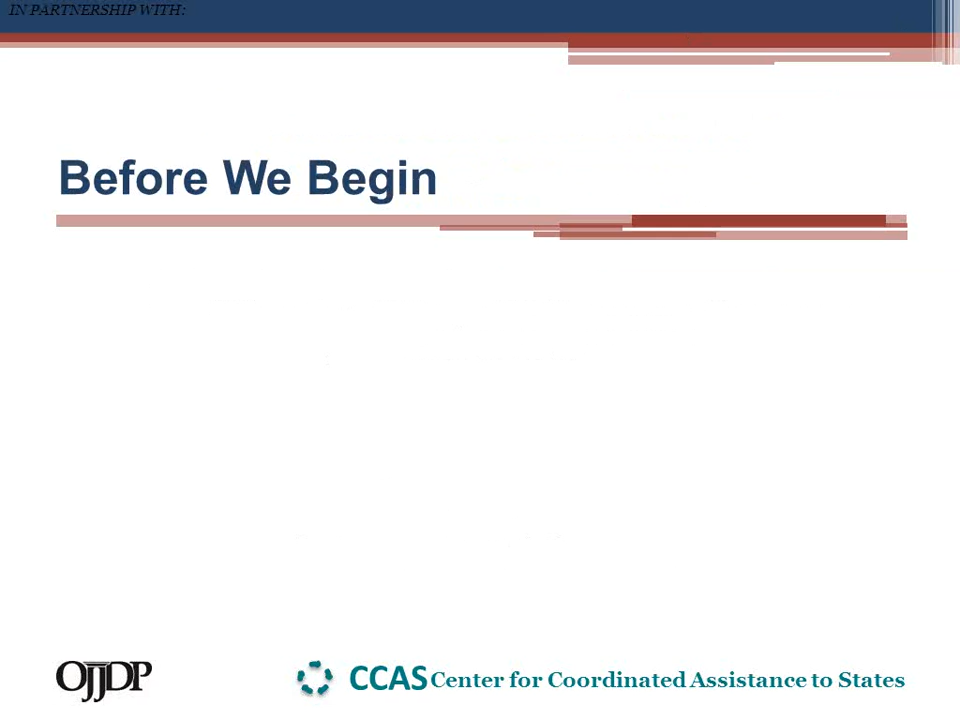 IN PARTNERSHIP WITH:
Before We Begin
OJJDP
CCAS Center for Coordinated Assistance to States